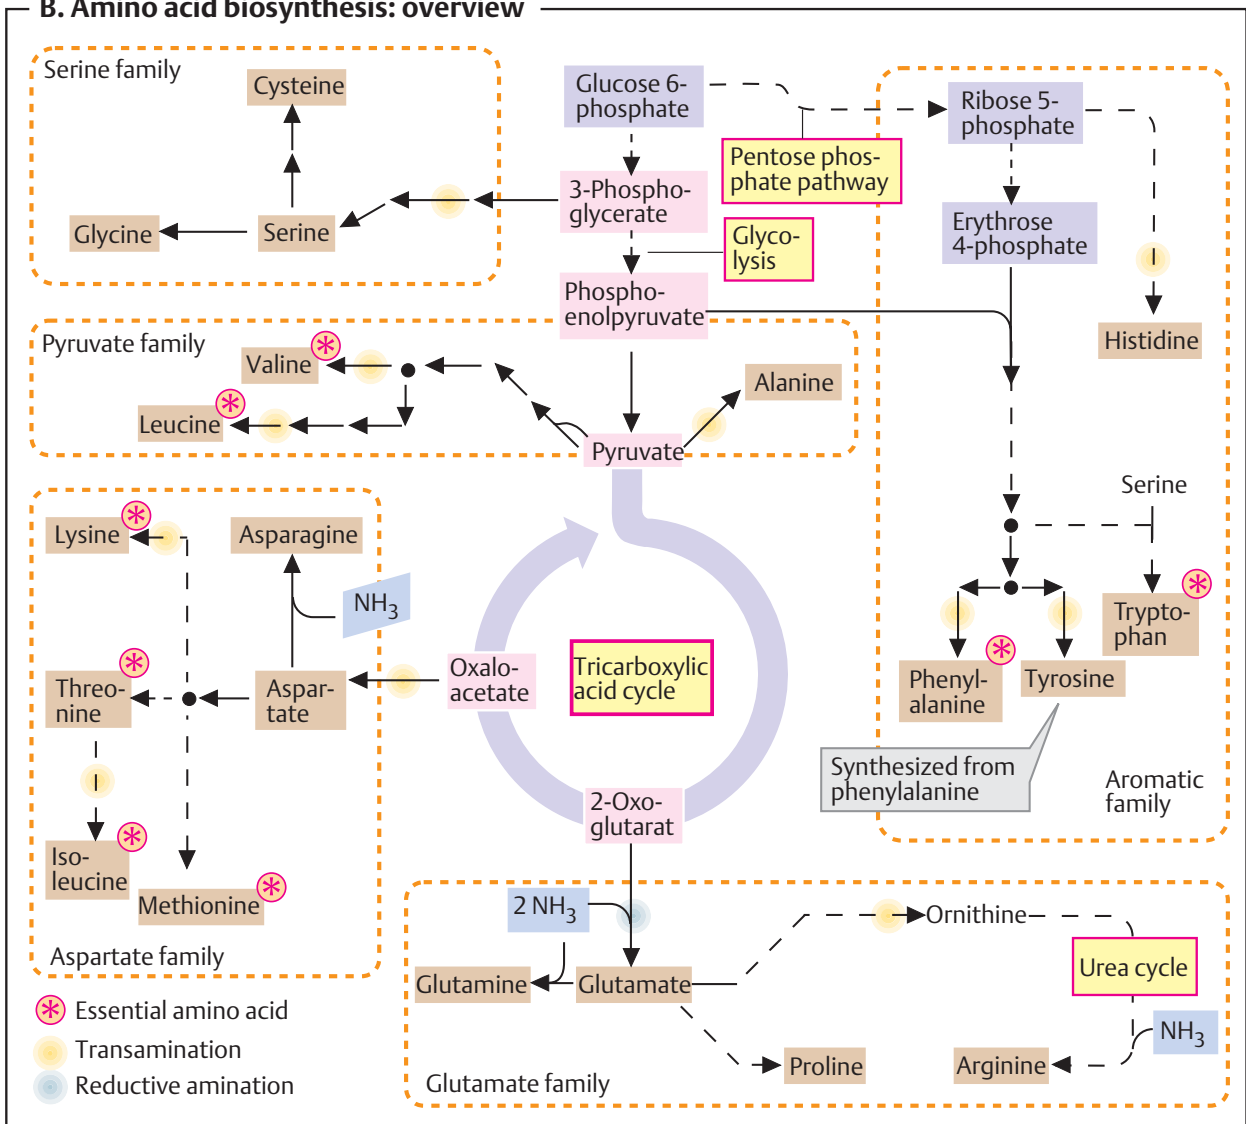 B. Amino acid biosynthesis: overview
Serine family
Cysteine
Glycine
Serine
Glucose 6-
phosphate
3-Phospho-
glycerate
Phospho-
enolpyruvate
Pentose phos-
phate pathway
Glyco-
lysis
Ribose 5-
phosphate
Erythrose
4-phosphate
Histidine
Pyruvate family
Valine
*
Leucine
*
Alanine
Pyruvate
Serine
Trypto-
phan
*
Phenyl-
alanine
*
Tyrosine
Synthesized from
phenylalanine
Aromatic
family
Lysine
*
Asparagine
NH3
Threo-
nine
*
Aspar-
tate
Iso-
leucine
*
Methionine
*
Aspartate family
Oxalo-
acetate
Tricarboxylic
acid cycle
2-Oxo-
glutarat
2 NH3
Glutamine
Glutamate
Ornithine
Urea cycle
NH3
Proline
Arginine
Glutamate family
* Essential amino acid
Transamination
Reductive amination